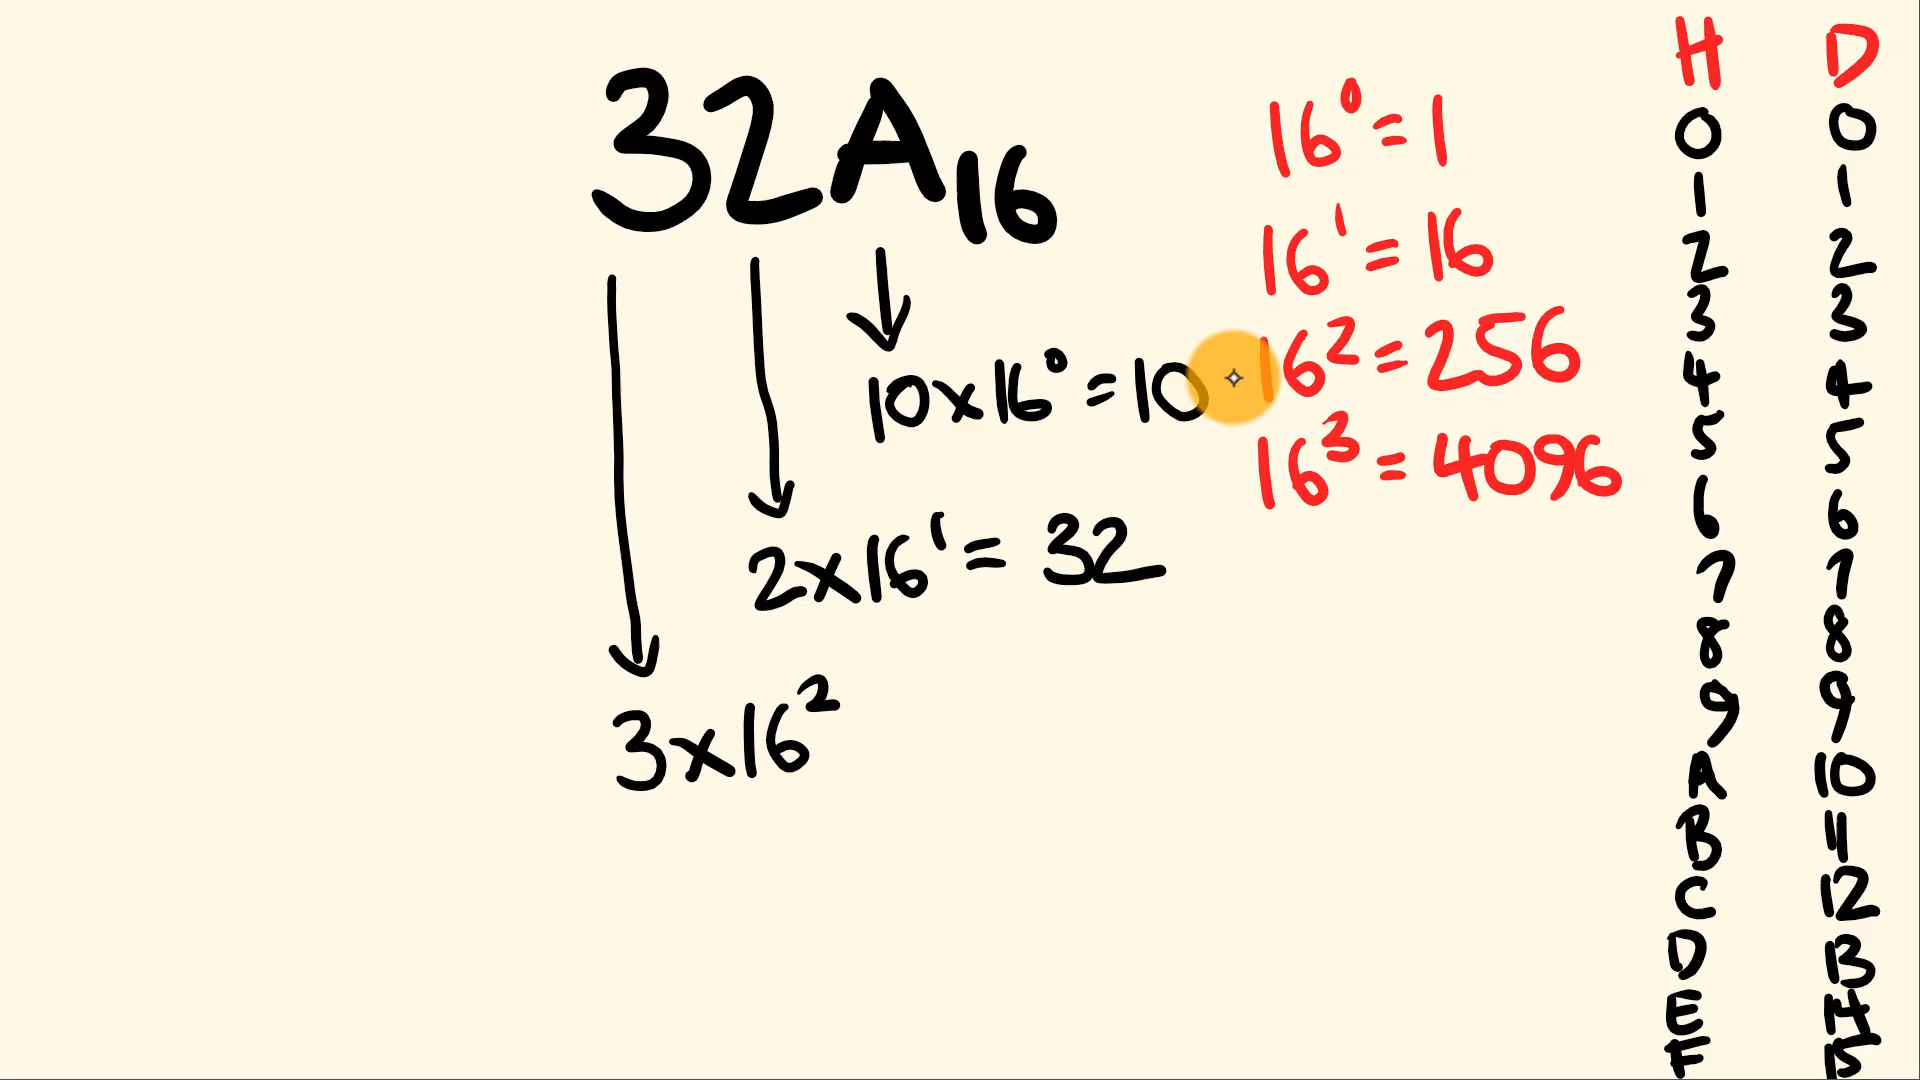 32A₁₆
10x16⁰ = 10
2x16¹ = 32
3x16²
16⁰ = 1
16¹ = 16
16² = 256
16³ = 4096
H D
0 0
1 1
2 2
3 3
4 4
5 5
6 6
7 7
8 8
9 9
A 10
B 11
C 12
D 13
E 14
F 15